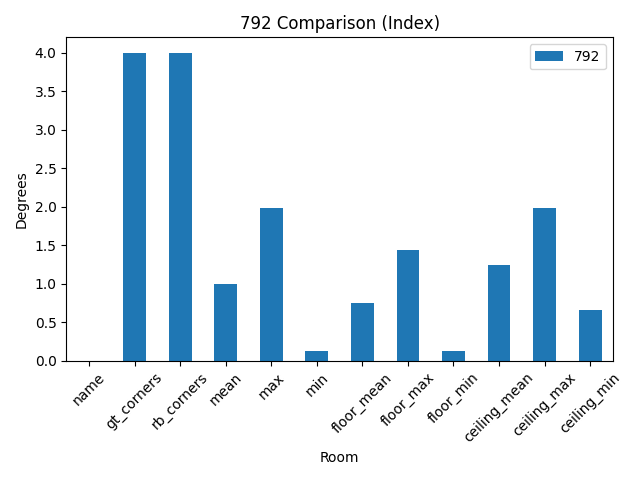 792 Comparison (Index)
792
Degrees
4.0
3.5
3.0
2.5
2.0
1.5
1.0
0.5
0.0
name
gt_corners
rb_corners
mean
max
min
floor_mean
floor_max
floor_min
ceiling_mean
ceiling_max
ceiling_min
Room